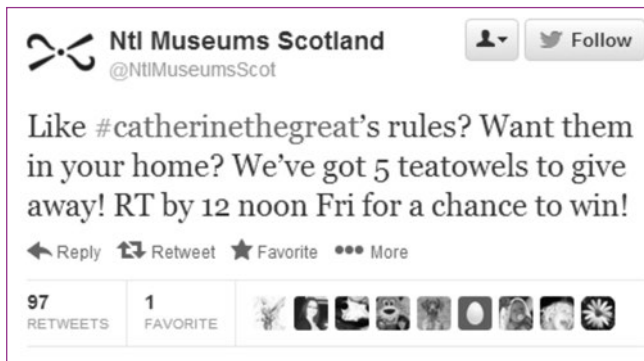 Ntl Museums Scotland
@NtlMuseumsScot
Follow
Like #catherinethegreat's rules? Want them
in your home? We've got 5 teatowels to give
away! RT by 12 noon Fri for a chance to win!
Reply Retweet Favorite More
97 1
RETWEETS FAVORITE